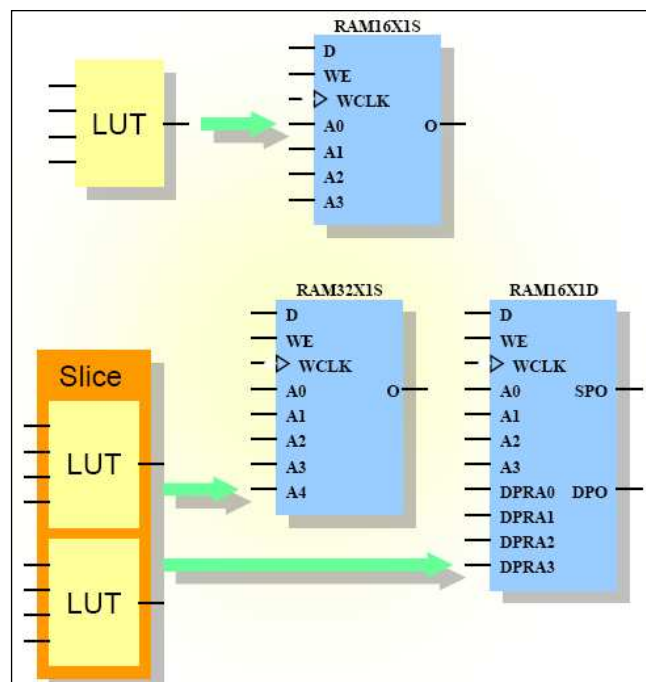 RAM16X1S
D
WE
WCLK
LUT
A0 O
A1
A2
A3
RAM32X1S
D
WE
WCLK
A0 O
A1
A2
A3
A4
RAM16X1D
D
WE
WCLK
A0 SPO
A1
A2
A3
DPRA0 DPO
DPRA1
DPRA2
DPRA3
Slice
LUT
LUT